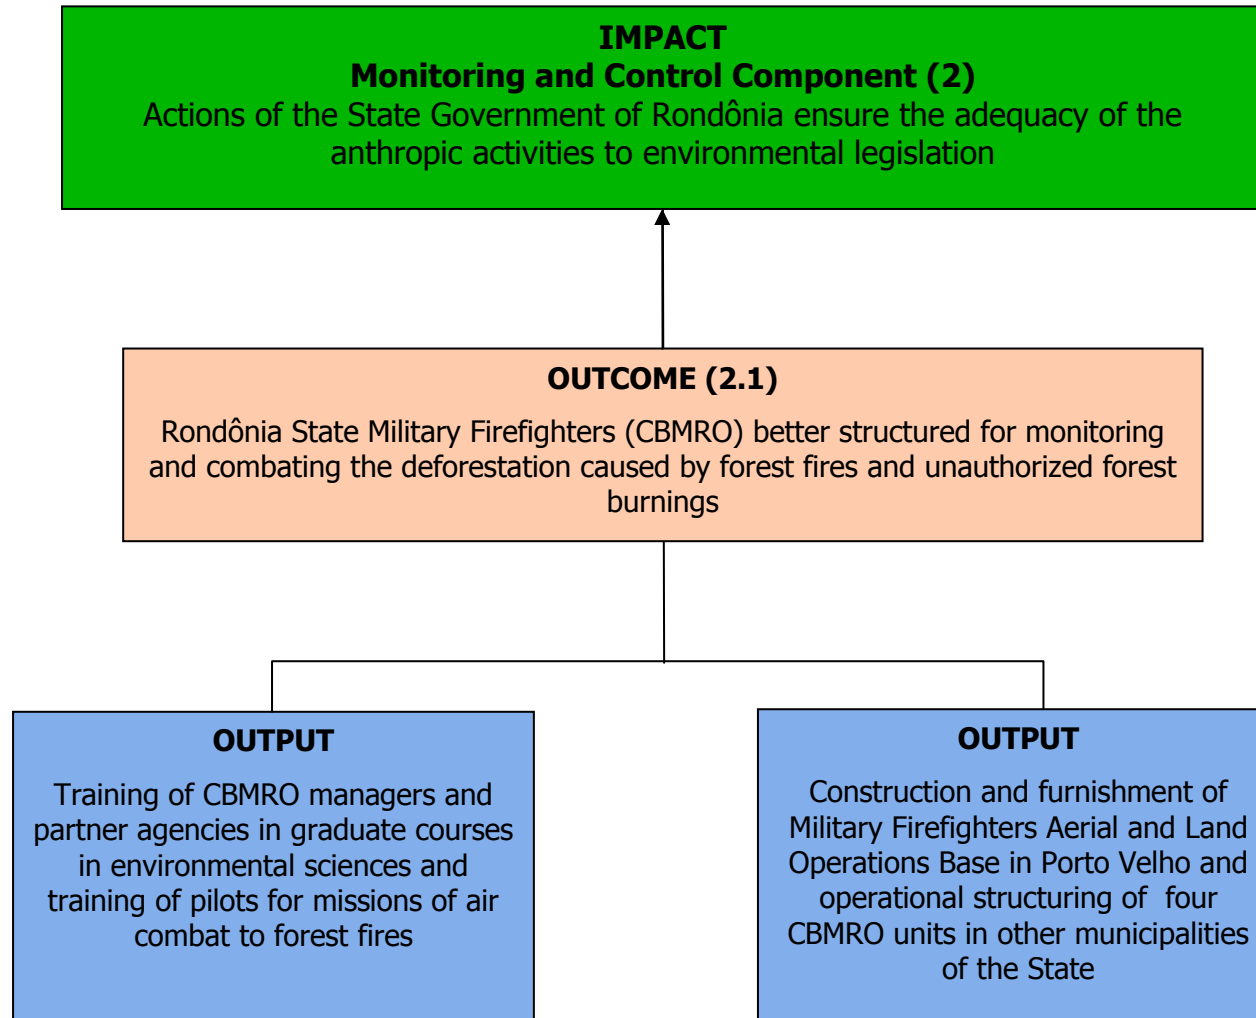 IMPACT
Monitoring and Control Component (2)
Actions of the State Government of Rondônia ensure the adequacy of the
anthropic activities to environmental legislation
OUTCOME (2.1)
Rondônia State Military Firefighters (CBMRO) better structured for monitoring
and combating the deforestation caused by forest fires and unauthorized forest
burnings
OUTPUT
Training of CBMRO managers and
partner agencies in graduate courses
in environmental sciences and
training of pilots for missions of air
combat to forest fires
OUTPUT
Construction and furnishment of
Military Firefighters Aerial and Land
Operations Base in Porto Velho and
operational structuring of  four
CBMRO units in other municipalities
of the State